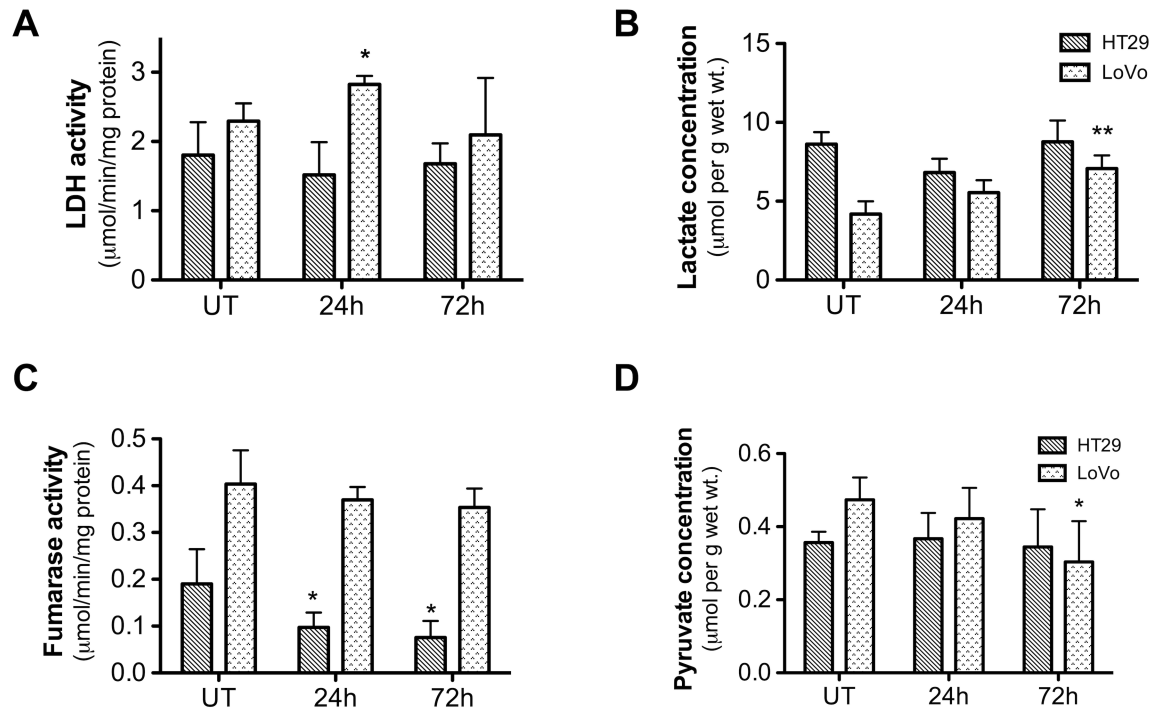 A
LDH activity
(μmol/min/mg protein)
3
2
1
0
*
UT
24h
72h
B
Lactate concentration
(μmol per g wet wt.)
15
10
5
0
HT29
LoVo
**
UT
24h
72h
C
Fumarase activity
(μmol/min/mg protein)
0.5
0.4
0.3
0.2
0.1
0.0
*
*
UT
24h
72h
D
Pyruvate concentration
(μmol per g wet wt.)
0.6
0.4
0.2
0.0
HT29
LoVo
*
UT
24h
72h